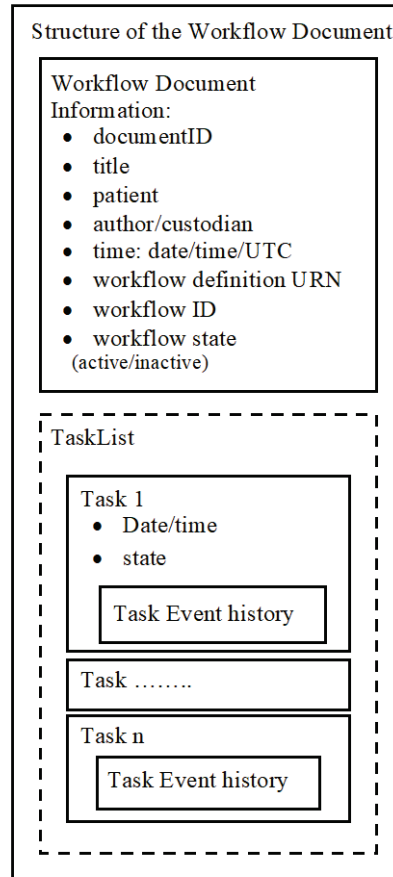 Structure of the Workflow Document
Workflow Document
Information:
• documentID
• title
• patient
• author/custodian
• time: date/time/UTC
• workflow definition URN
• workflow ID
• workflow state
(active/inactive)
TaskList
Task 1
• Date/time
• state
Task Event history
Task ........
Task n
Task Event history